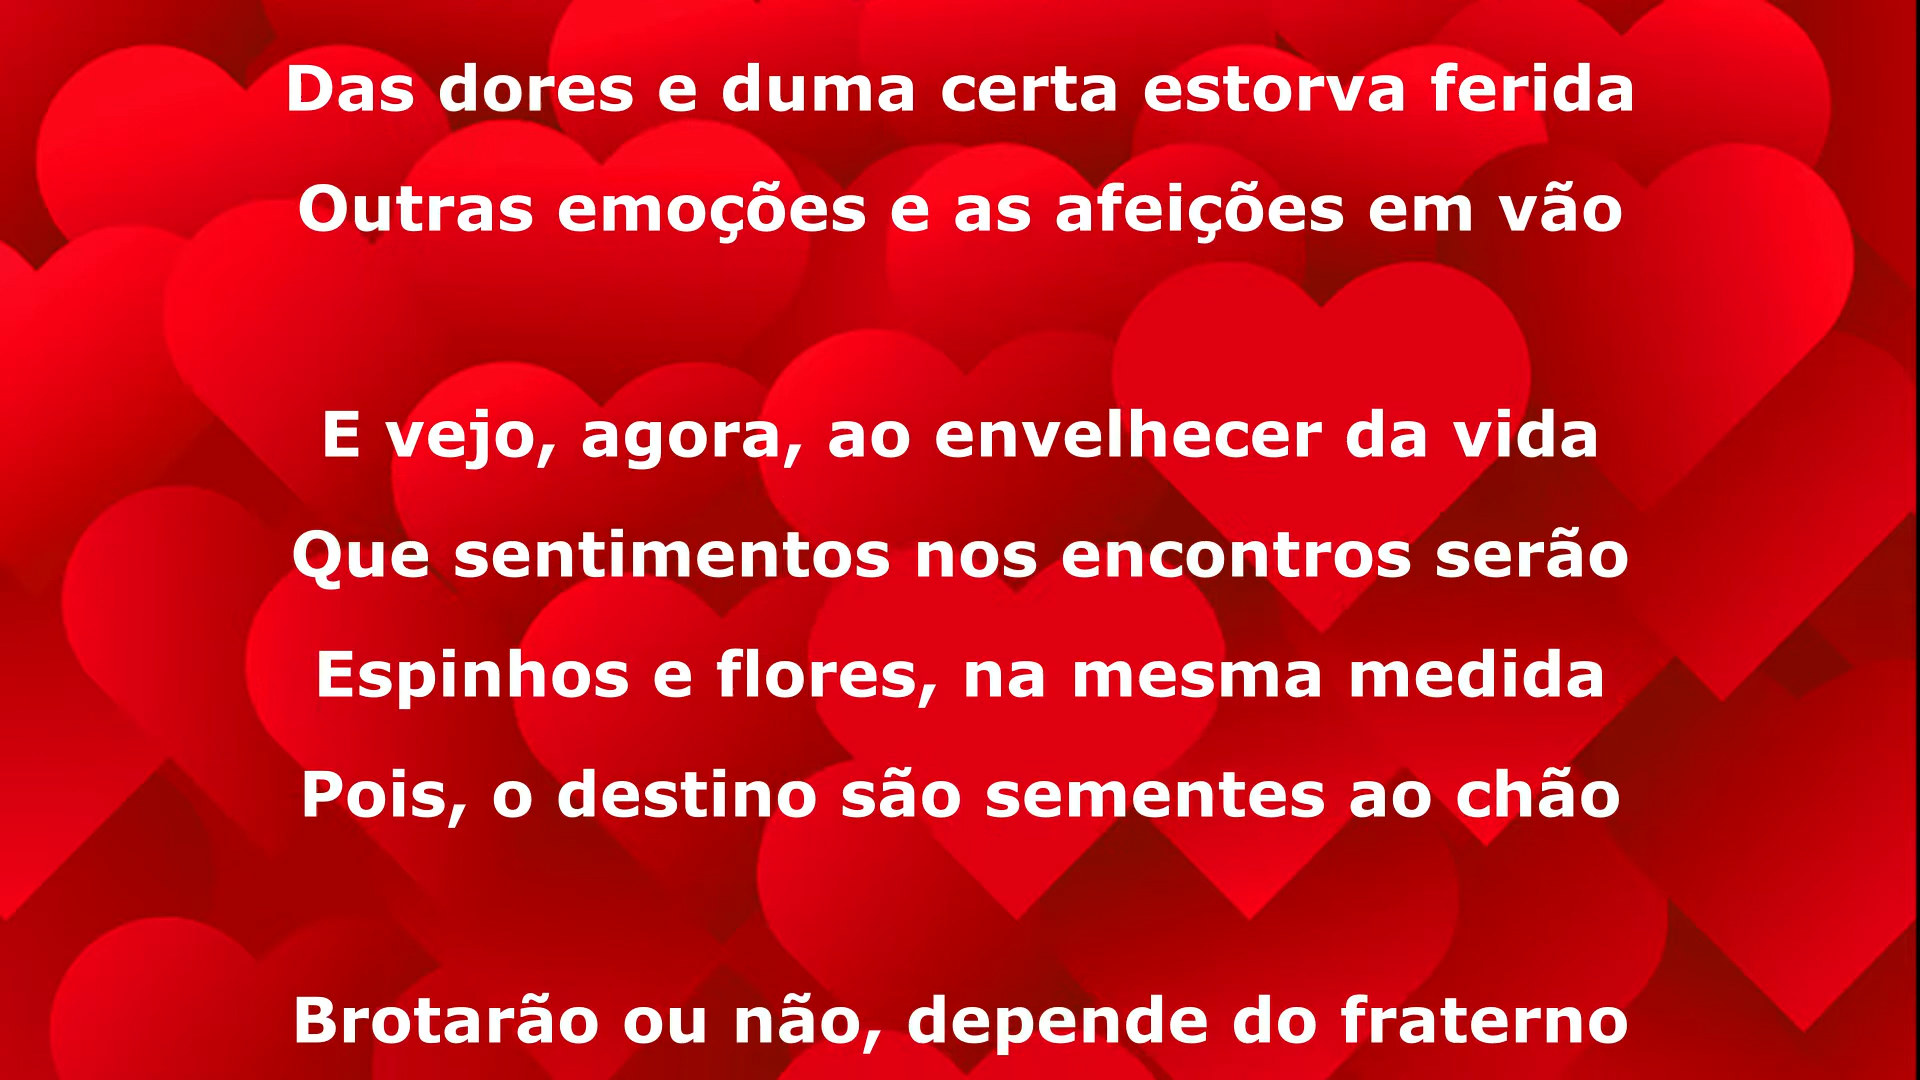 Das dores e duma certa estorva ferida
Outras emoções e as afeições em vão
E vejo, agora, ao envelhecer da vida
Que sentimentos nos encontros serão
Espinhos e flores, na mesma medida
Pois, o destino são sementes ao chão
Brotarão ou não, depende do fraterno